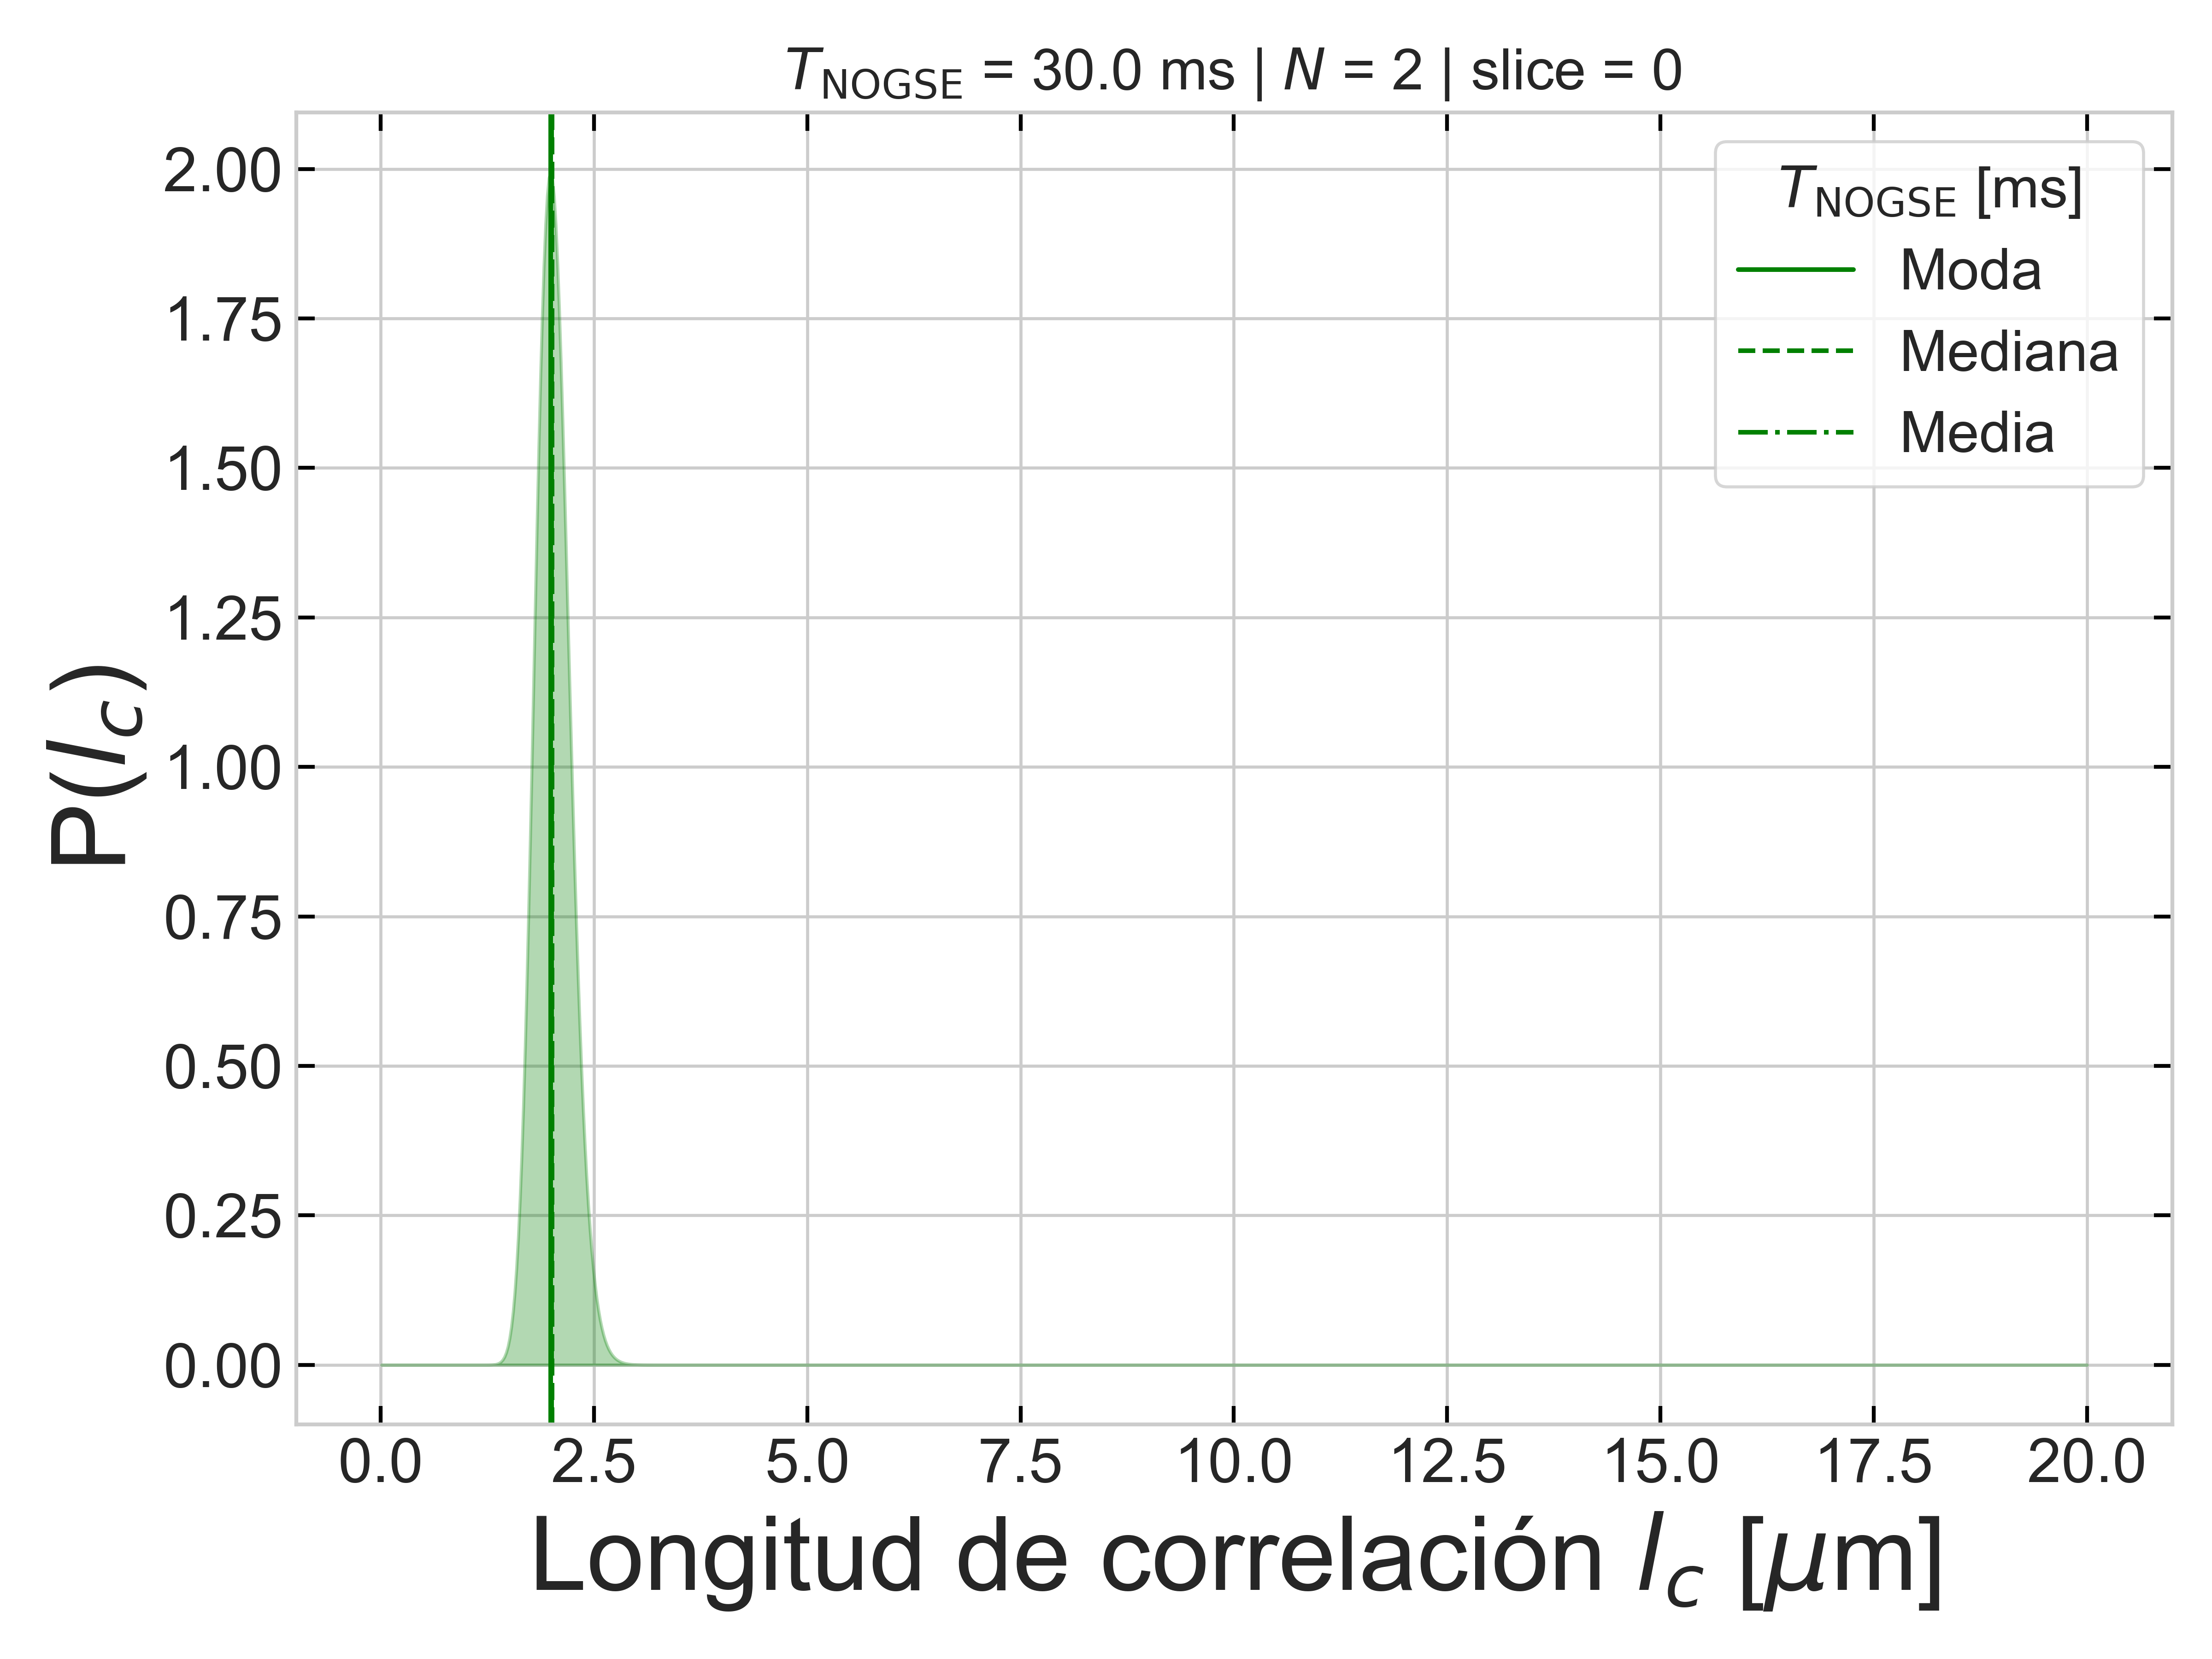 T_NOGSE = 30.0 ms | N = 2 | slice = 0
T_NOGSE [ms]
Moda
Mediana
Media
P(l_c)
2.00
1.75
1.50
1.25
1.00
0.75
0.50
0.25
0.00
0.0 2.5 5.0 7.5 10.0 12.5 15.0 17.5 20.0
Longitud de correlación l_c [μm]